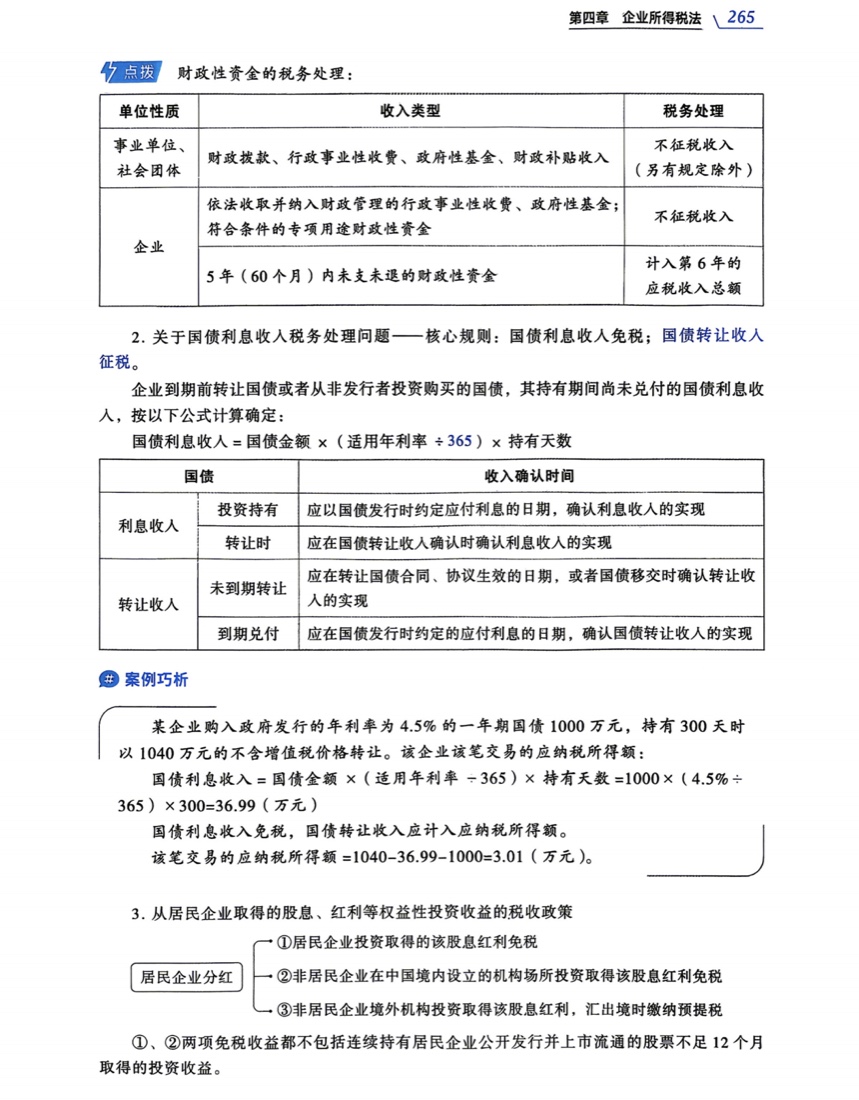 第四章 企业所得税法 265
点拨 财政性资金的税务处理：
单位性质 收入类型 税务处理
事业单位、
社会团体
财政拨款、行政事业性收费、政府性基金、财政补贴收入
不征税收入
（另有规定除外）
企业
依法收取并纳入财政管理的行政事业性收费、政府性基金；
符合条件的专项用途财政性资金
不征税收入
5年（60个月）内未支未退的财政性资金
计入第6年的
应税收入总额
2. 关于国债利息收入税务处理问题——核心规则：国债利息收入免税；国债转让收入
征税。
企业到期前转让国债或者从非发行者投资购买的国债，其持有期间尚未兑付的国债利息收
入，按以下公式计算确定：
国债利息收入＝国债金额 ×（适用年利率 ÷365）× 持有天数
国债 收入确认时间
利息收入
投资持有 应以国债发行时约定应付利息的日期，确认利息收入的实现
转让时 应在国债转让收入确认时确认利息收入的实现
转让收入
未到期转让
应在转让国债合同、协议生效的日期，或者国债移交时确认转让收
入的实现
到期兑付 应在国债发行时约定的应付利息的日期，确认国债转让收入的实现
# 案例巧析
某企业购入政府发行的年利率为4.5%的一年期国债1000万元，持有300天时
以1040万元的不含增值税价格转让。该企业该笔交易的应纳税所得额：
国债利息收入＝国债金额 ×（适用年利率 ÷365）× 持有天数 =1000×（4.5%÷
365）×300=36.99（万元）
国债利息收入免税，国债转让收入应计入应纳税所得额。
该笔交易的应纳税所得额 =1040-36.99-1000=3.01（万元）。
3. 从居民企业取得的股息、红利等权益性投资收益的税收政策
居民企业分红
①居民企业投资取得的该股息红利免税
②非居民企业在中国境内设立的机构场所投资取得该股息红利免税
③非居民企业境外机构投资取得该股息红利，汇出境时缴纳预提税
①、②两项免税收益都不包括连续持有居民企业公开发行并上市流通的股票不足12个月
取得的投资收益。